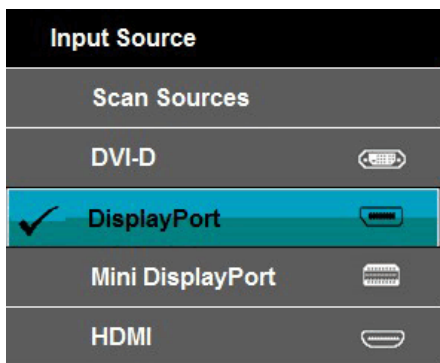 Input Source
Scan Sources
DVI-D
DisplayPort
Mini DisplayPort
HDMI